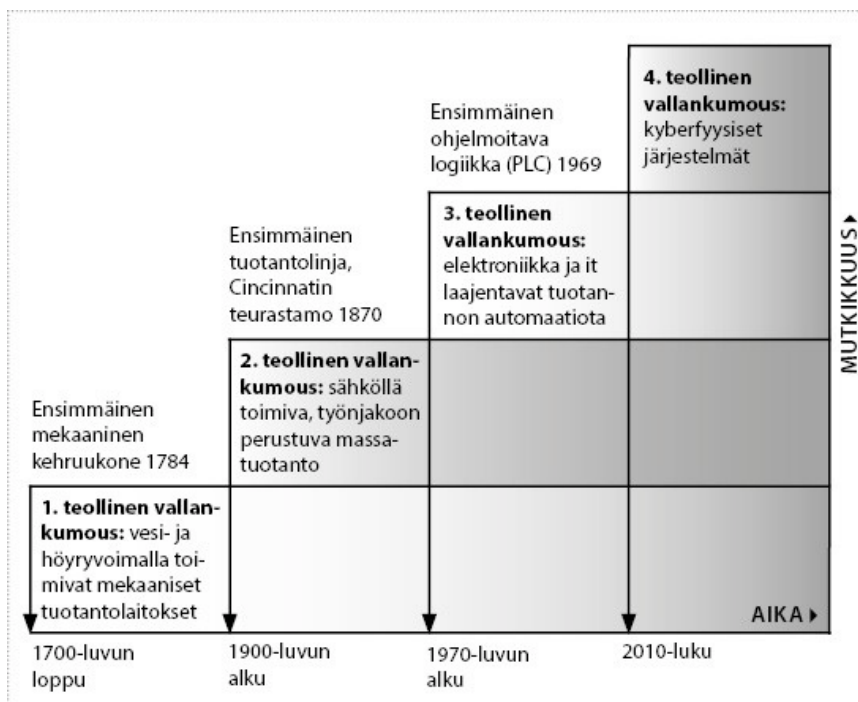 4. teollinen
vallankumous:
kyberfyysiset
järjestelmät
Ensimmäinen
ohjelmoitava
logiikka (PLC) 1969
3. teollinen
vallankumous:
elektroniikka ja it
laajentavat tuotan-
non automaatiota
Ensimmäinen
tuotantolinja,
Cincinnatin
teurastamo 1870
2. teollinen vallan-
kumous: sähköllä
toimiva, työnjakoon
perustuva massa-
tuotanto
Ensimmäinen
mekaaninen
kehruukone 1784
1. teollinen vallan-
kumous: vesi- ja
höyryvoimalla toi-
mivat mekaaniset
tuotantolaitokset
MUTKIKKUUS
AIKA
1700-luvun
loppu
1900-luvun
alku
1970-luvun
alku
2010-luku